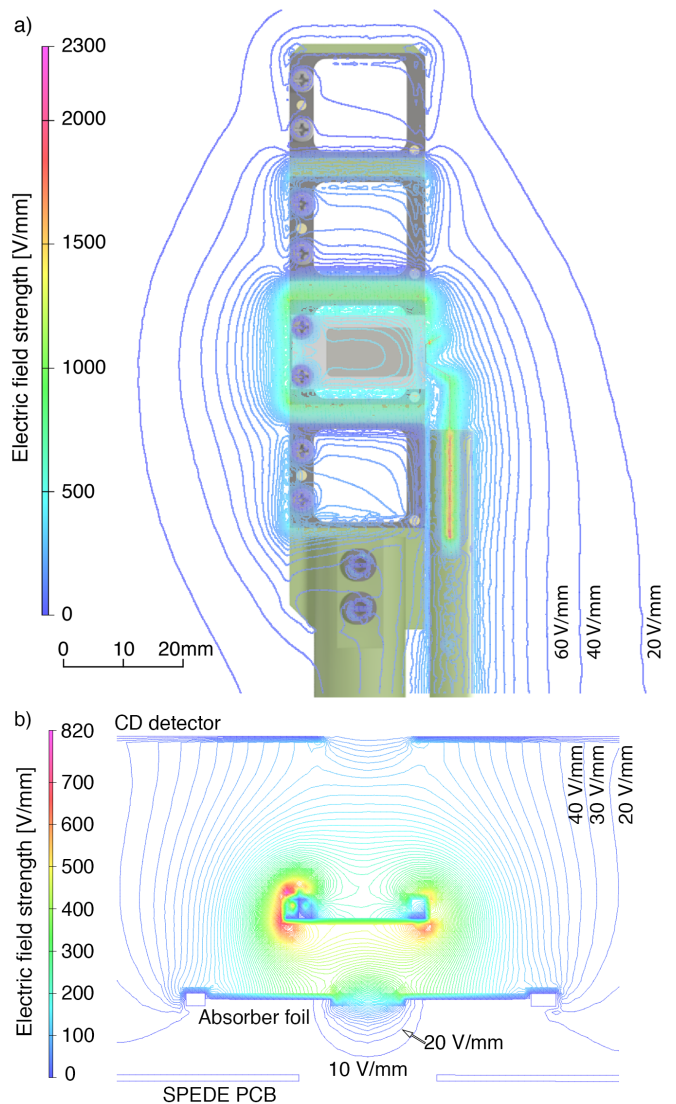 a)
2300
2000
1500
1000
500
0
Electric field strength [V/mm]
0 10 20mm
60 V/mm
40 V/mm
20 V/mm
b)
CD detector
820
700
600
500
400
300
200
100
0
Electric field strength [V/mm]
40 V/mm
30 V/mm
20 V/mm
Absorber foil
20 V/mm
10 V/mm
SPEDE PCB